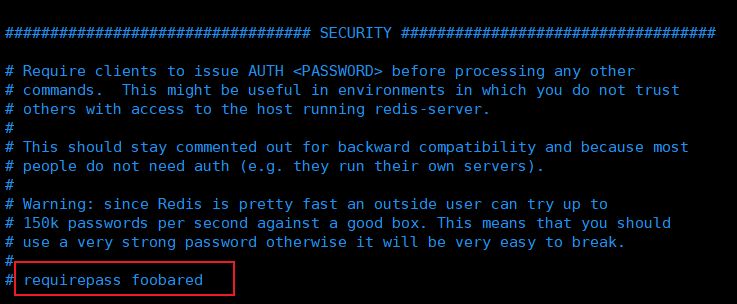 ################################## SECURITY ###################################
# Require clients to issue AUTH <PASSWORD> before processing any other
# commands.  This might be useful in environments in which you do not trust
# others with access to the host running redis-server.
#
# This should stay commented out for backward compatibility and because most
# people do not need auth (e.g. they run their own servers).
#
# Warning: since Redis is pretty fast an outside user can try up to
# 150k passwords per second against a good box. This means that you should
# use a very strong password otherwise it will be very easy to break.
#
# requirepass foobared